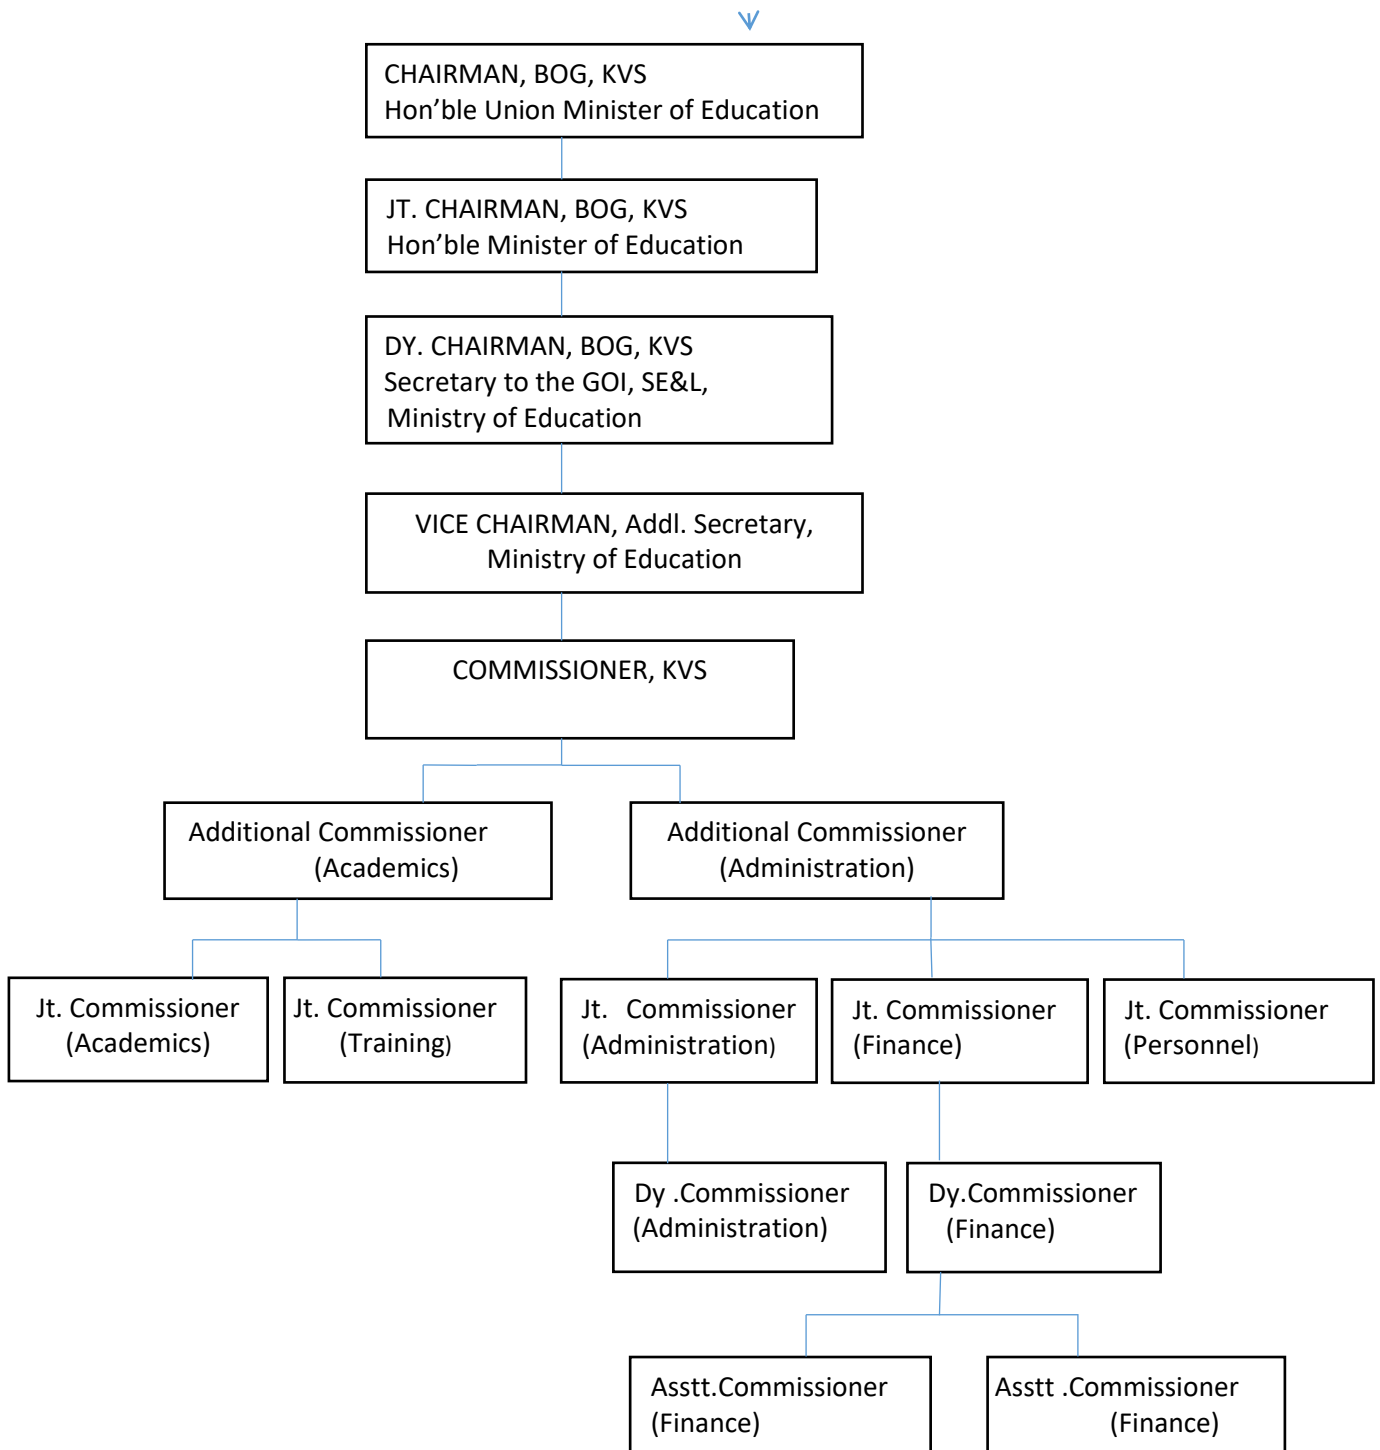 CHAIRMAN, BOG, KVS
Hon’ble Union Minister of Education
JT. CHAIRMAN, BOG, KVS
Hon’ble Minister of Education
DY. CHAIRMAN, BOG, KVS
Secretary to the GOI, SE&L,
Ministry of Education
VICE CHAIRMAN, Addl. Secretary,
Ministry of Education
COMMISSIONER, KVS
Additional Commissioner
(Academics)
Additional Commissioner
(Administration)
Jt. Commissioner
(Academics)
Jt. Commissioner
(Training)
Jt. Commissioner
(Administration)
Jt. Commissioner
(Finance)
Jt. Commissioner
(Personnel)
Dy .Commissioner
(Administration)
Dy.Commissioner
(Finance)
Asstt.Commissioner
(Finance)
Asstt .Commissioner
(Finance)